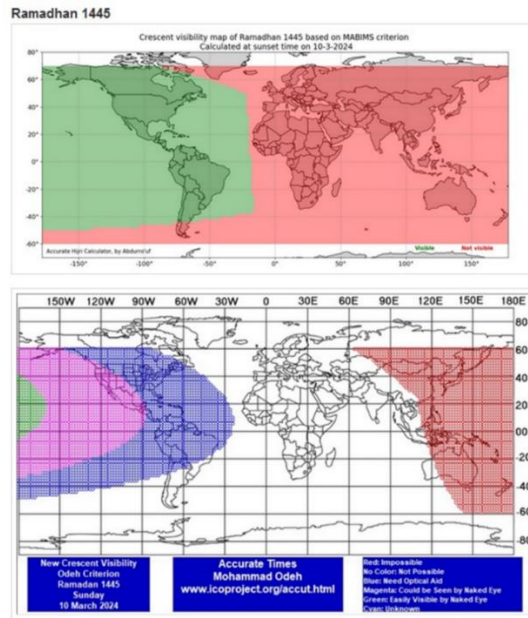 Ramadhan 1445
Crescent visibility map of Ramadhan 1445 based on MABIMS criterion
Calculated at sunset time on 10-3-2024
80°
60°
40°
20°
0°
-20°
-40°
-60°
Accurate Hijri Calculator, by Abdurro'uf
Visible Not visible
-150° -100° -50° 0° 50° 100° 150°
150W 120W 90W 60W 30W 0 30E 60E 90E 120E 150E 180E
80
60
40
20
00
-20
-40
-60
-80
New Crescent Visibility
Odeh Criterion
Ramadan 1445
Sunday
10 March 2024
Accurate Times
Mohammad Odeh
www.icoproject.org/accut.html
Red: Impossible
No Color: Not Possible
Blue: Need Optical Aid
Magenta: Could be Seen by Naked Eye
Green: Easily Visible by Naked Eye
Cyan: Unknown